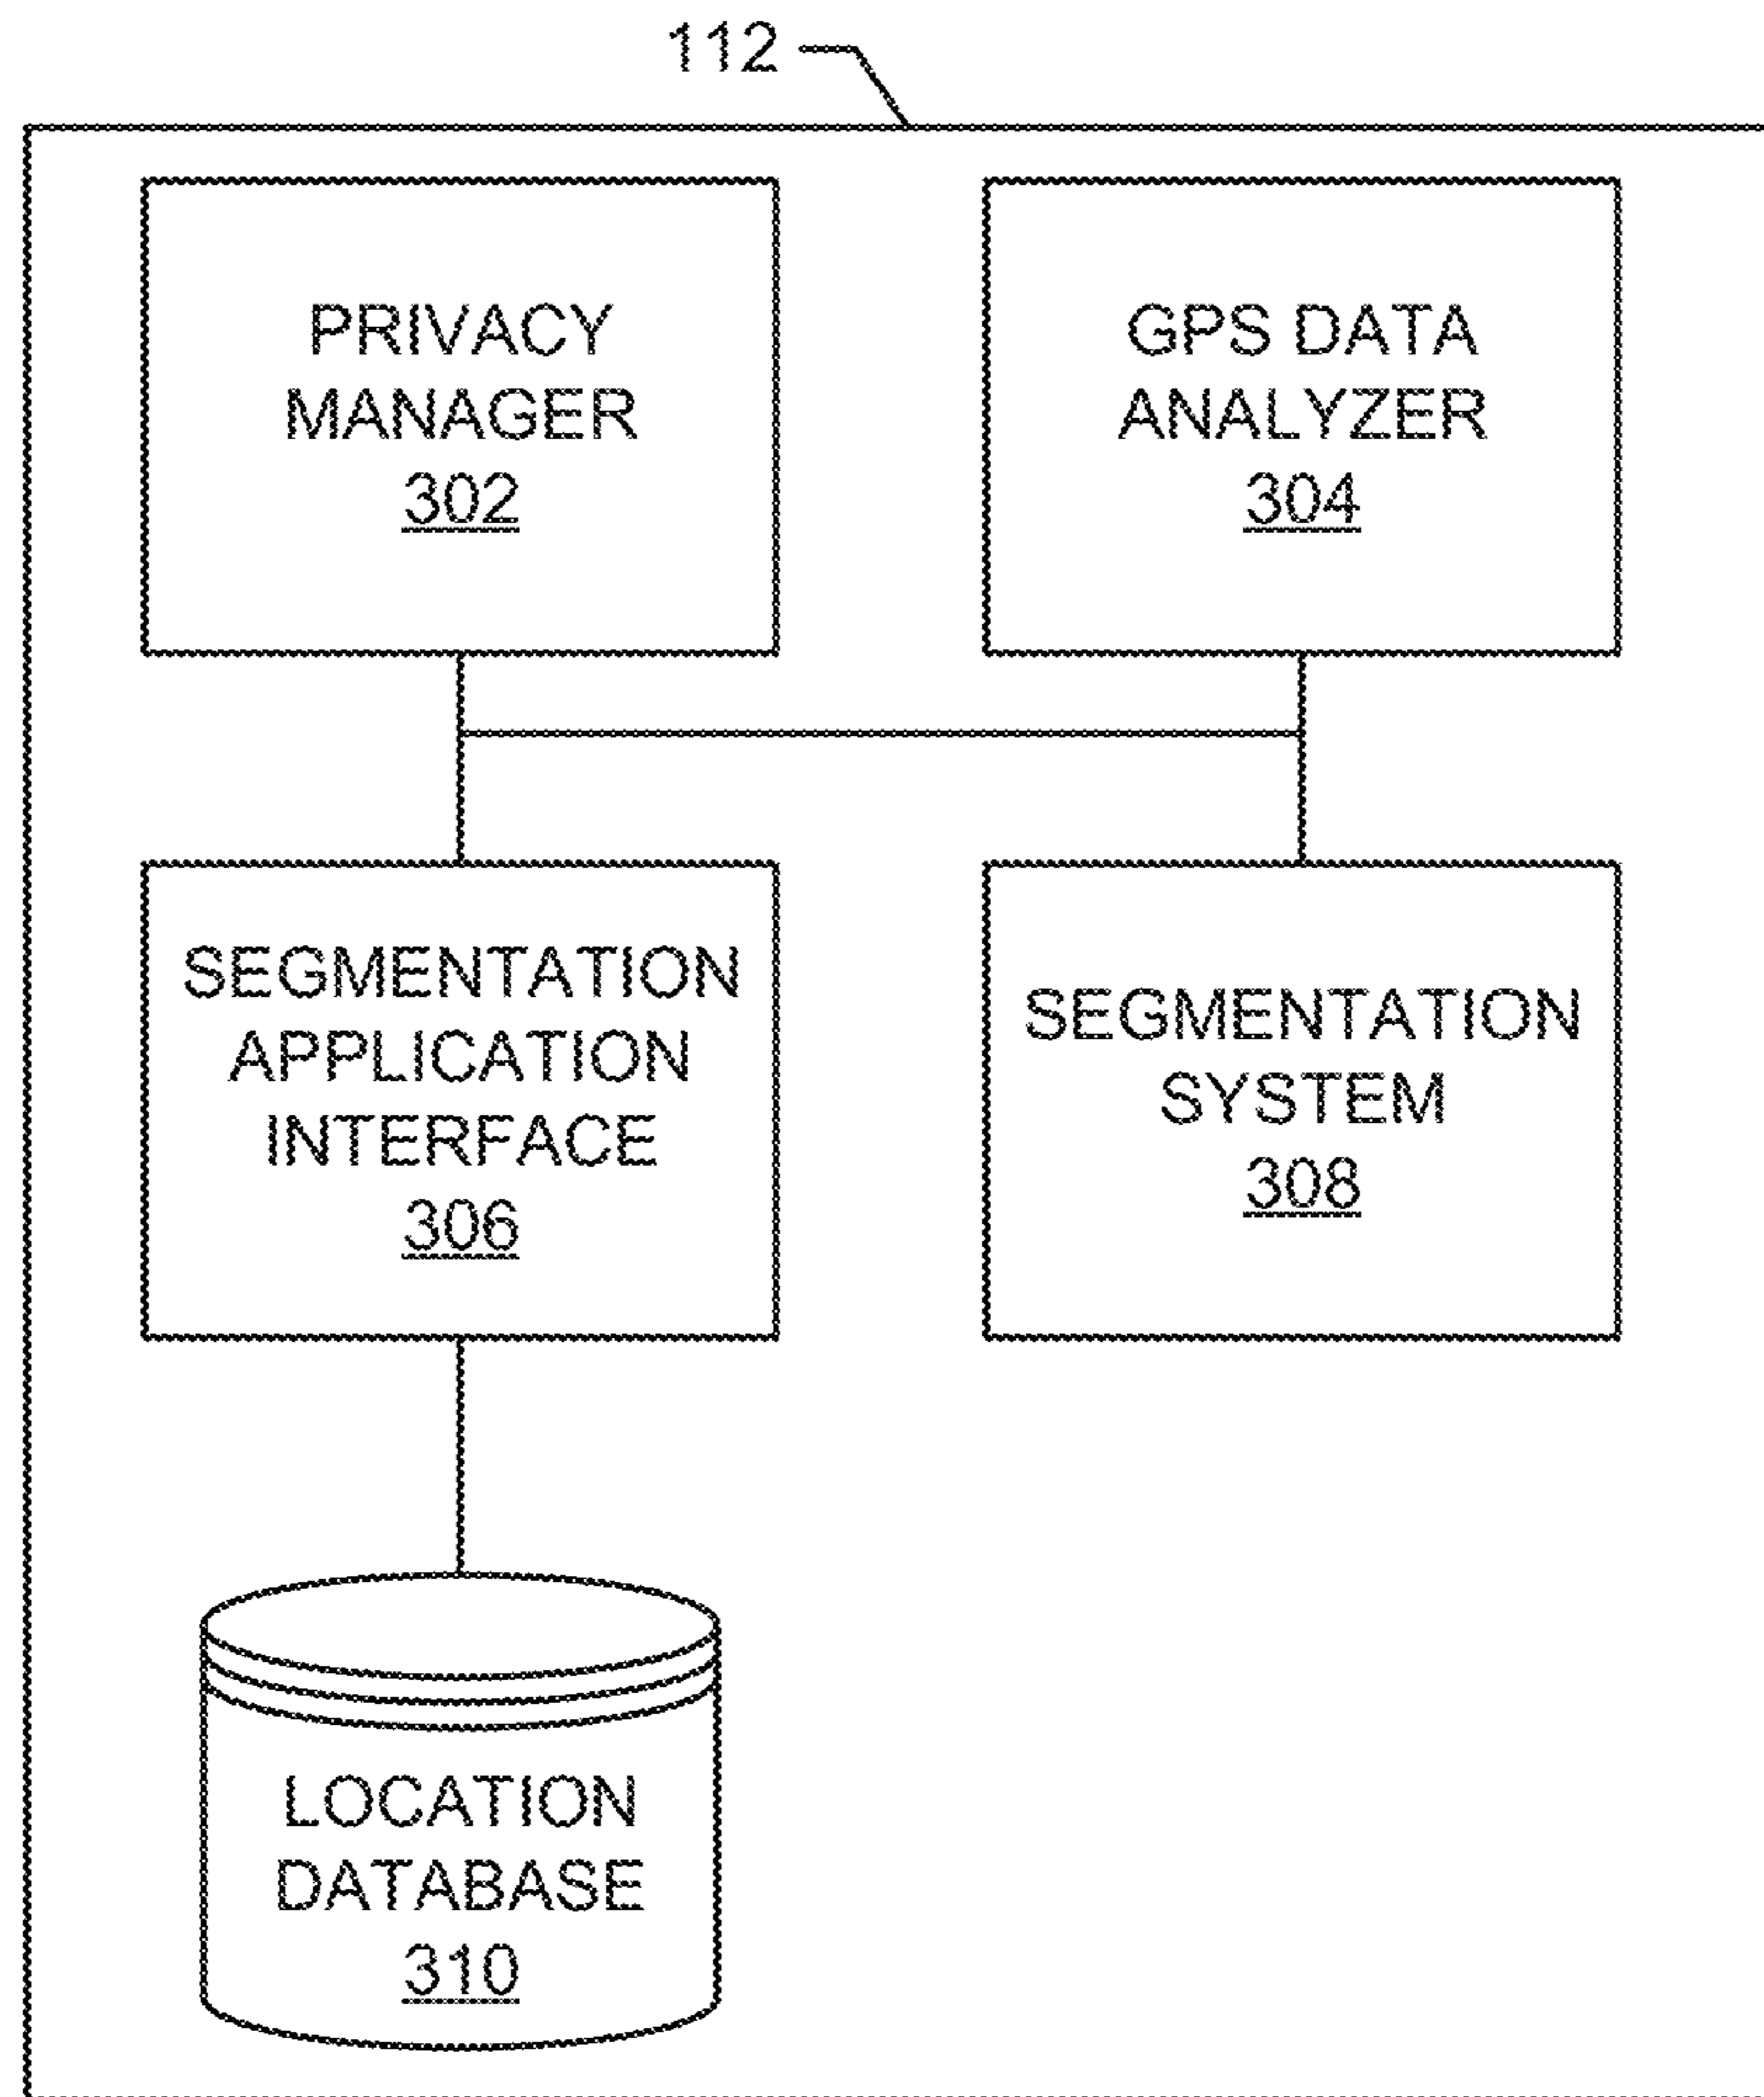 112
PRIVACY
MANAGER
302
GPS DATA
ANALYZER
304
SEGMENTATION
APPLICATION
INTERFACE
306
SEGMENTATION
SYSTEM
308
LOCATION
DATABASE
310